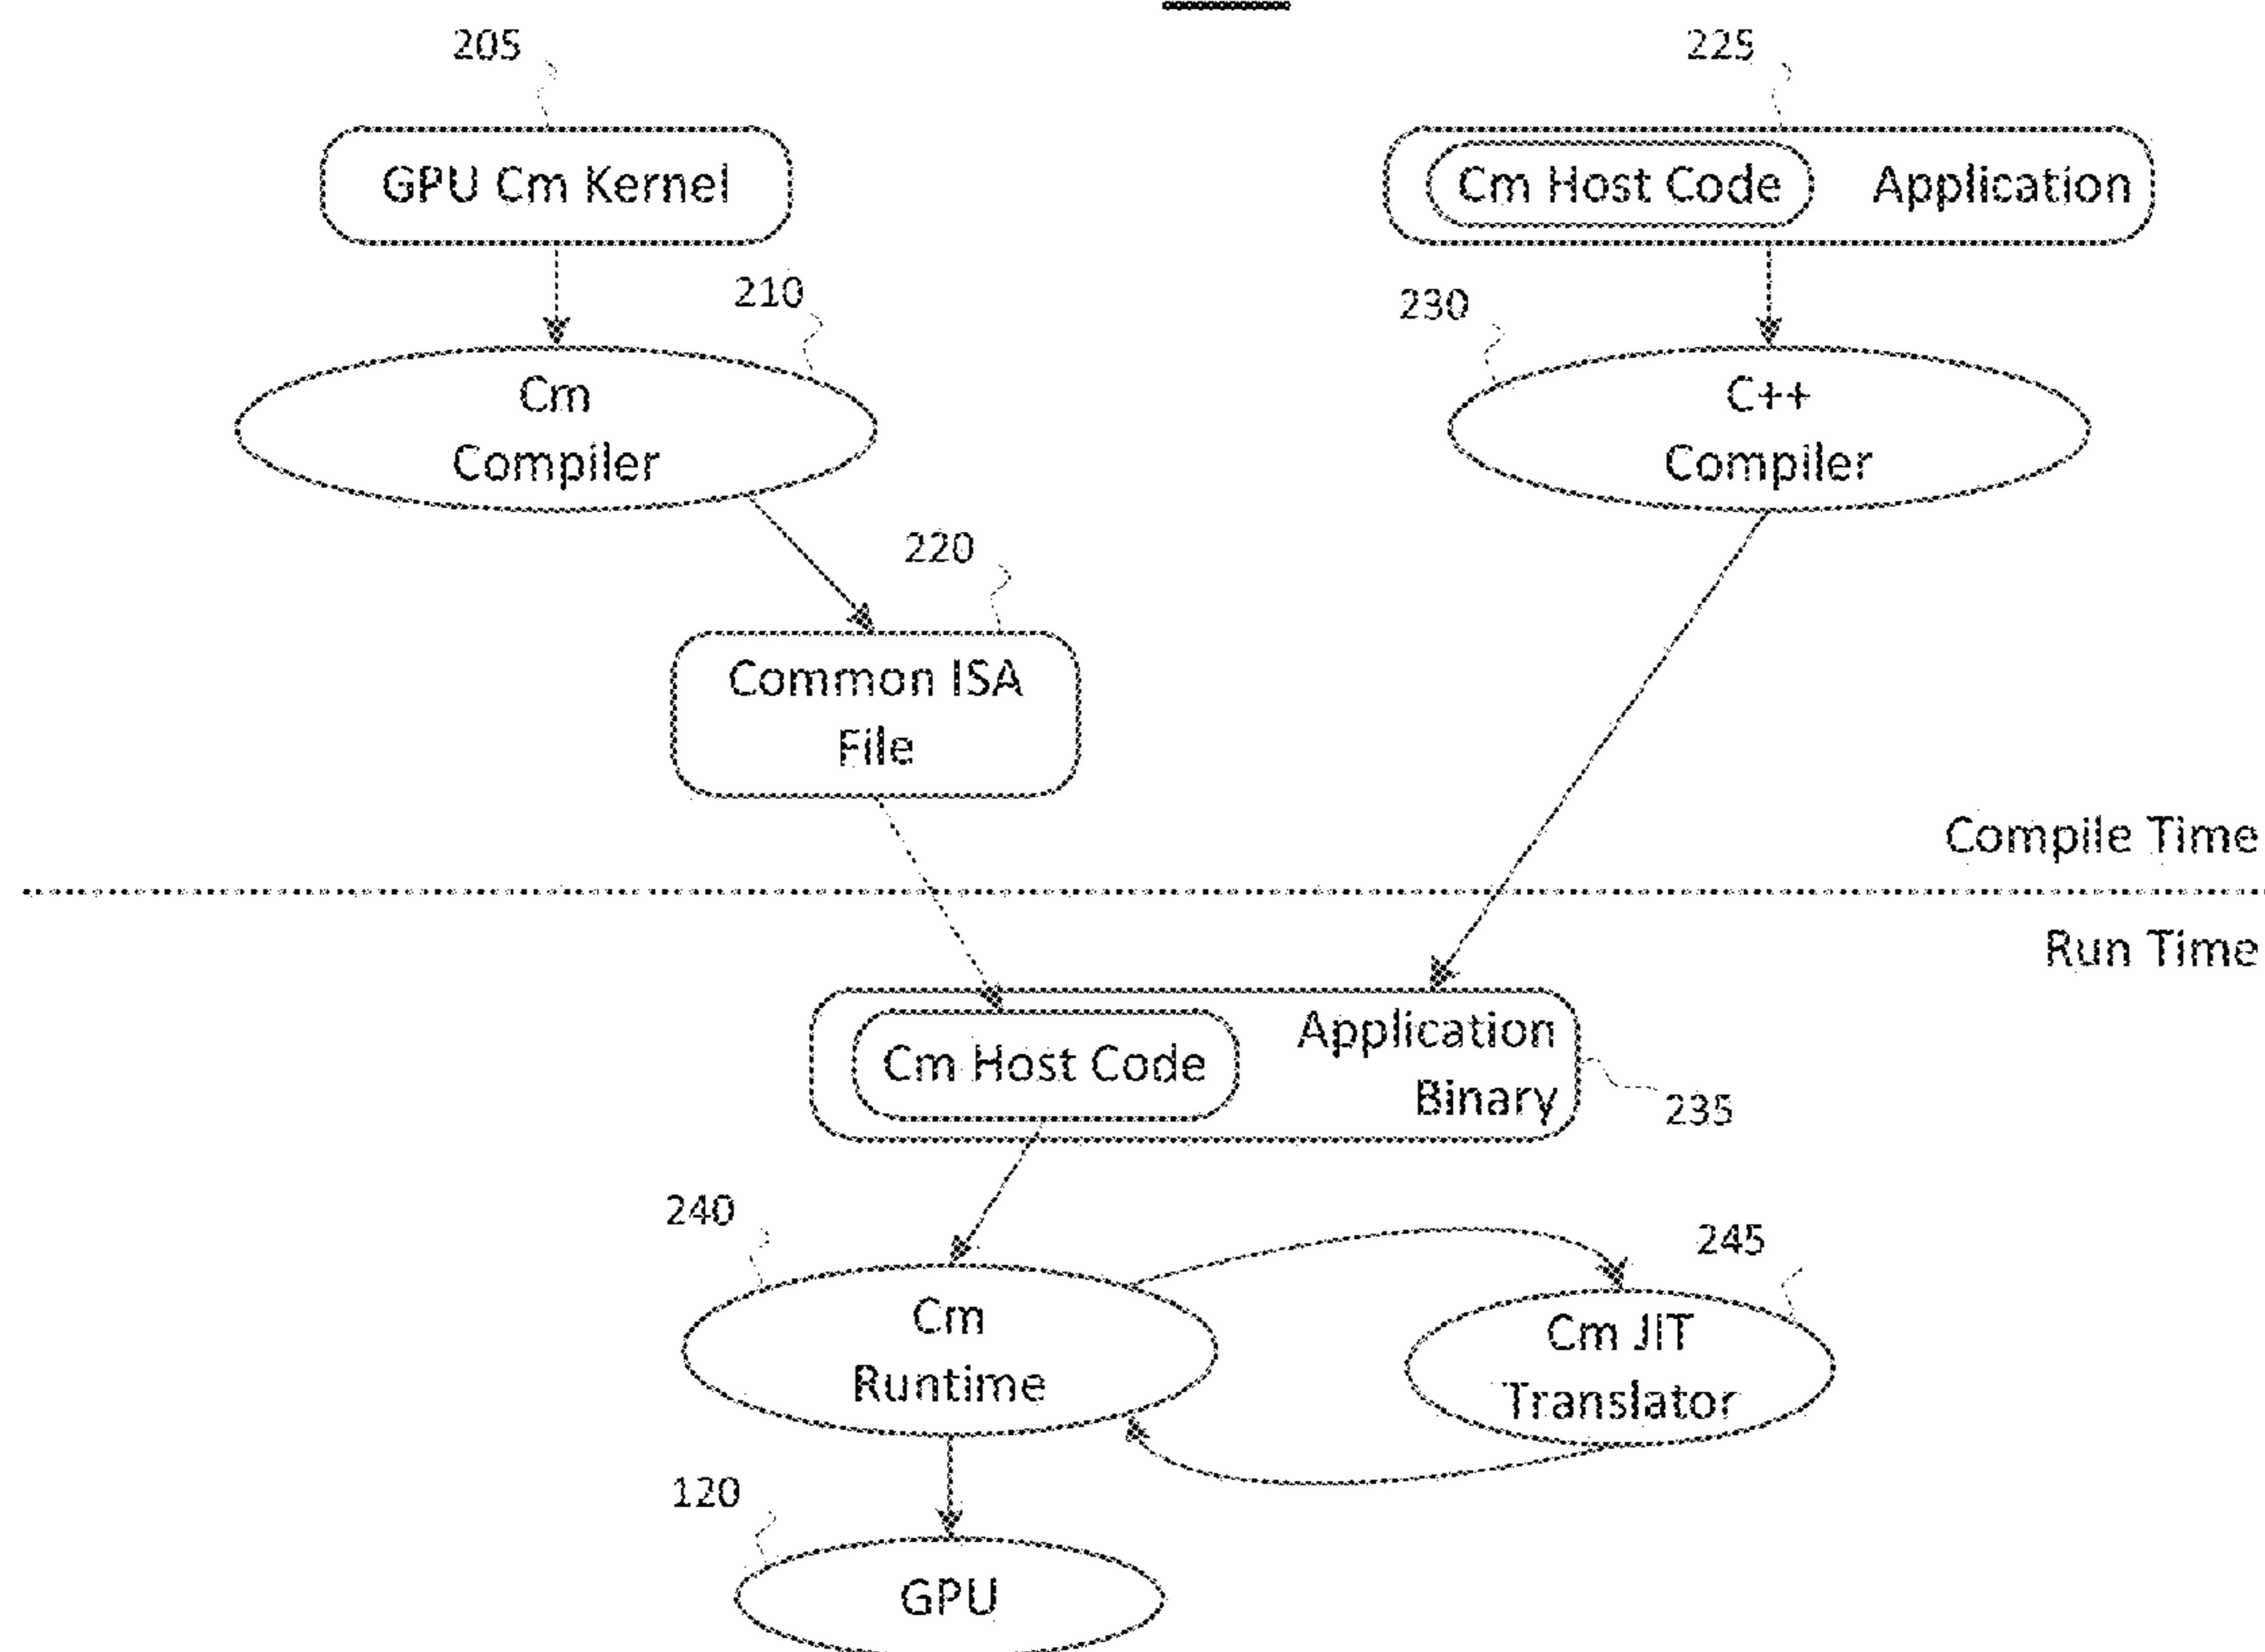 205
225
GPU Cm Kernel
Cm Host Code
Application
210
230
Cm
Compiler
C++
Compiler
220
Common ISA
File
Compile Time
Run Time
Cm Host Code
Application
Binary
235
240
245
Cm
Runtime
Cm JIT
Translator
120
GPU